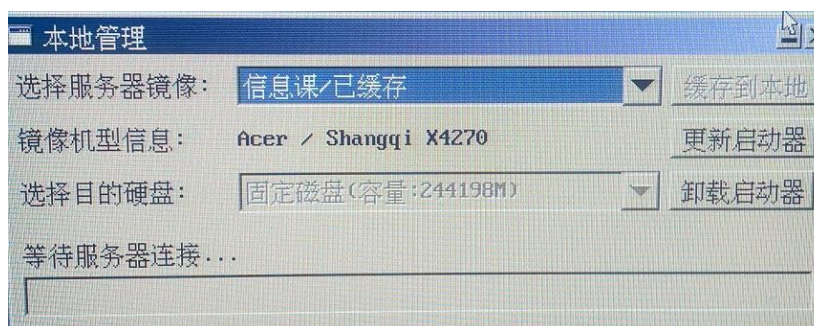 本地管理
选择服务器镜像: 信息课/已缓存 缓存到本地
镜像机型信息: Acer / Shangqi X4270 更新启动器
选择目的硬盘: 固定磁盘(容量:244198M) 卸载启动器
等待服务器连接...